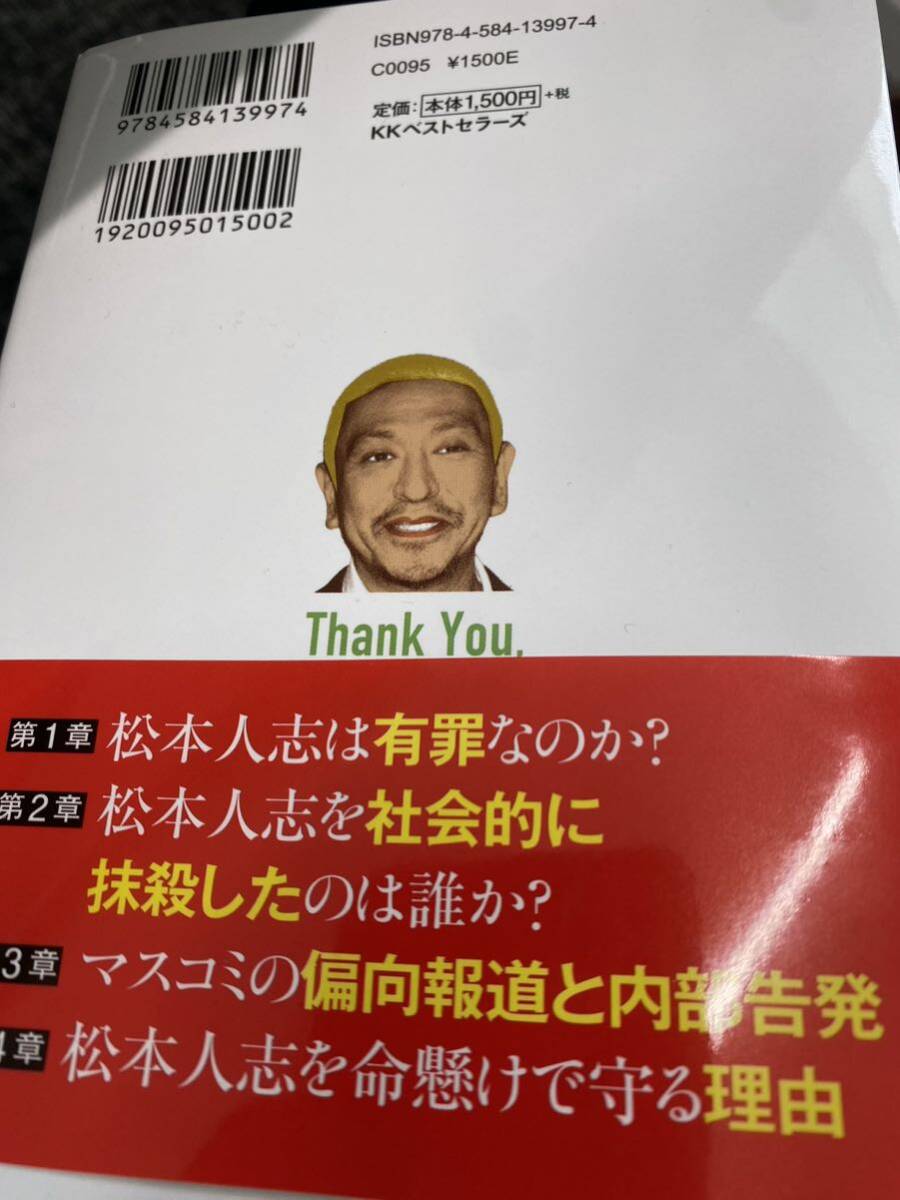 ISBN978-4-584-13997-4
C0095 ¥1500E
定価:本体1,500円+税
KKベストセラーズ
9784584139974
1920095015002
Thank You,
第1章 松本人志は有罪なのか?
第2章 松本人志を社会的に
抹殺したのは誰か?
3章 マスコミの偏向報道と内部告発
4章 松本人志を命懸けで守る理由